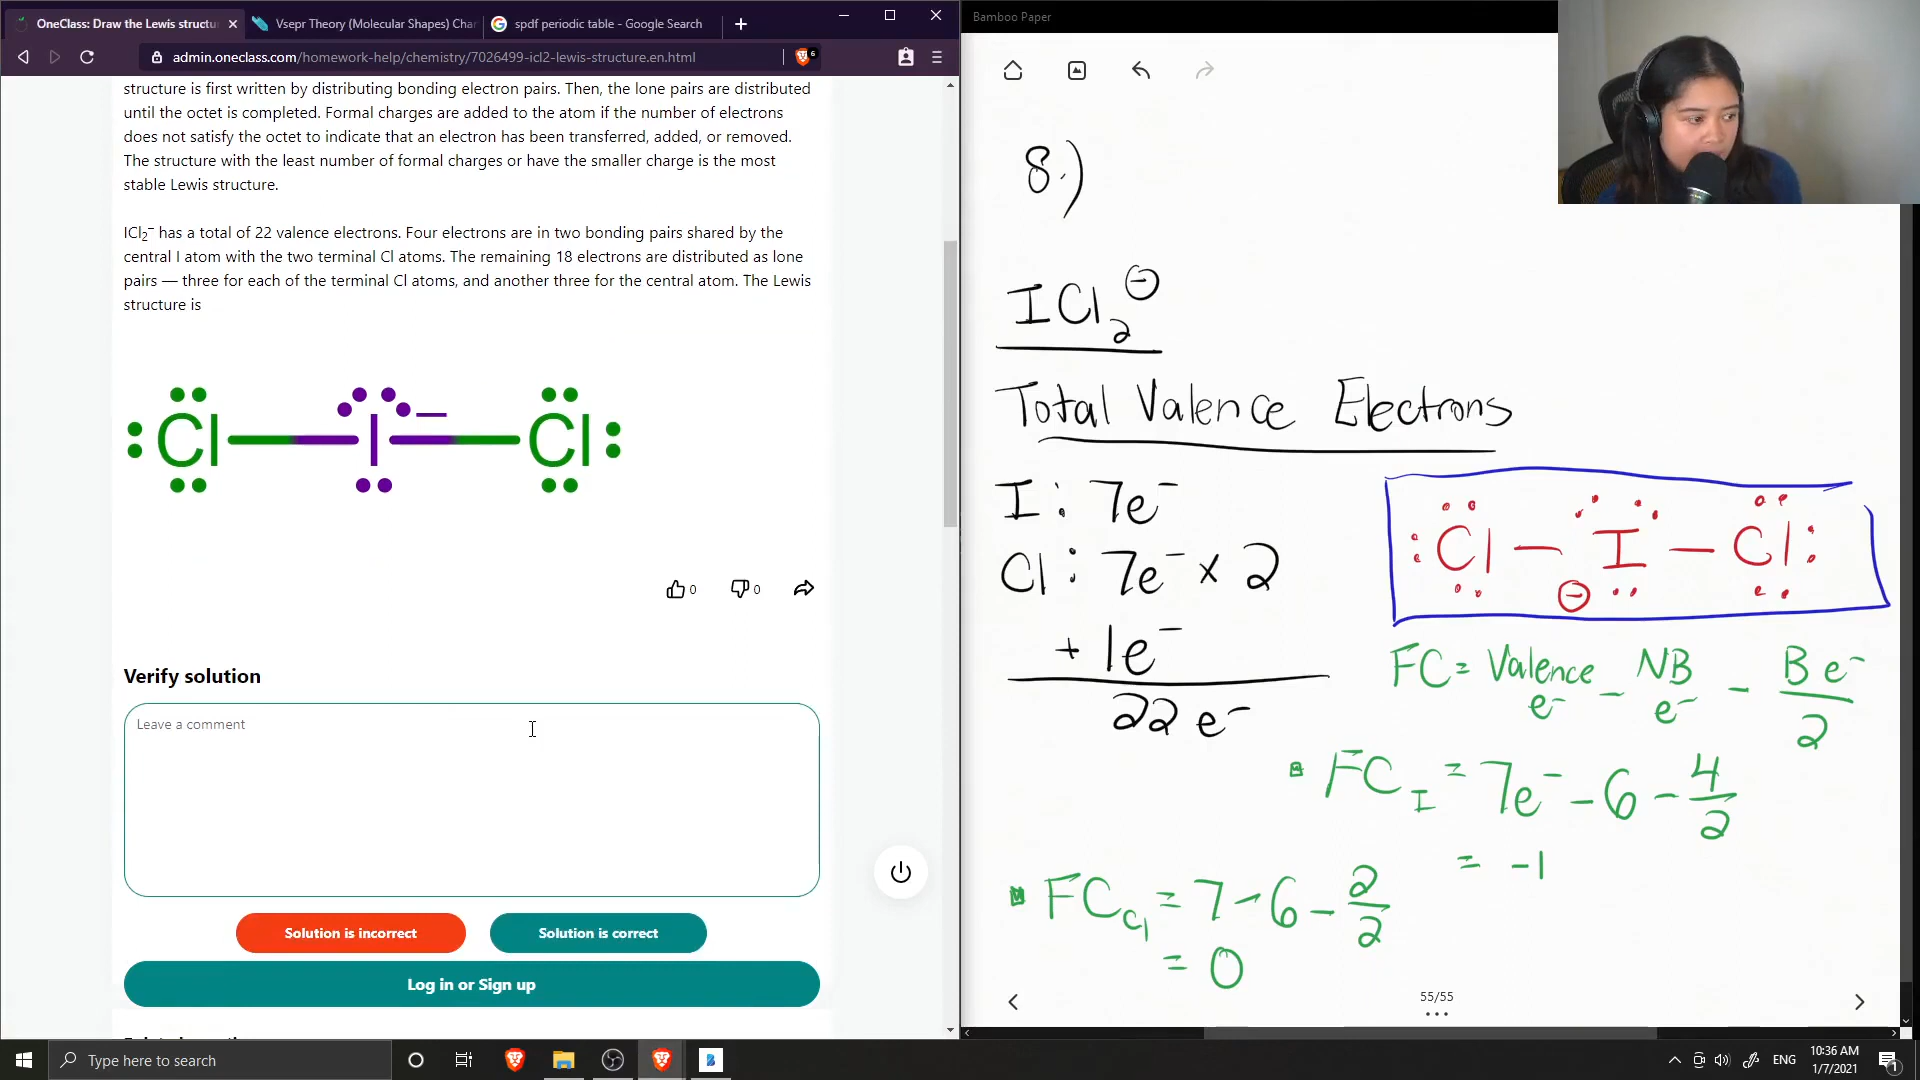 OneClass: Draw the Lewis structu
Vsepr Theory (Molecular Shapes) Char
spdf periodic table - Google Search
admin.oneclass.com/homework-help/chemistry/7026499-icl2-lewis-structure.en.html
6
structure is first written by distributing bonding electron pairs. Then, the lone pairs are distributed
until the octet is completed. Formal charges are added to the atom if the number of electrons
does not satisfy the octet to indicate that an electron has been transferred, added, or removed.
The structure with the least number of formal charges or have the smaller charge is the most
stable Lewis structure.
ICl₂⁻ has a total of 22 valence electrons. Four electrons are in two bonding pairs shared by the
central I atom with the two terminal Cl atoms. The remaining 18 electrons are distributed as lone
pairs — three for each of the terminal Cl atoms, and another three for the central atom. The Lewis
structure is
Cl I⁻ Cl
0 0
Verify solution
Leave a comment
Solution is incorrect
Solution is correct
Log in or Sign up
Bamboo Paper
8.)
ICl₂ ⊖
Total Valence Electrons
I: 7e⁻
Cl: 7e⁻ × 2
+ 1e⁻
22 e⁻
Cl — I — Cl
⊖
FC = Valence e⁻ − NB e⁻ − B e⁻ / 2
FC I = 7e⁻ − 6 − 4/2
= -1
FC Cl = 7 − 6 − 2/2
= 0
55/55
Type here to search
ENG
10:36 AM
1/7/2021
1